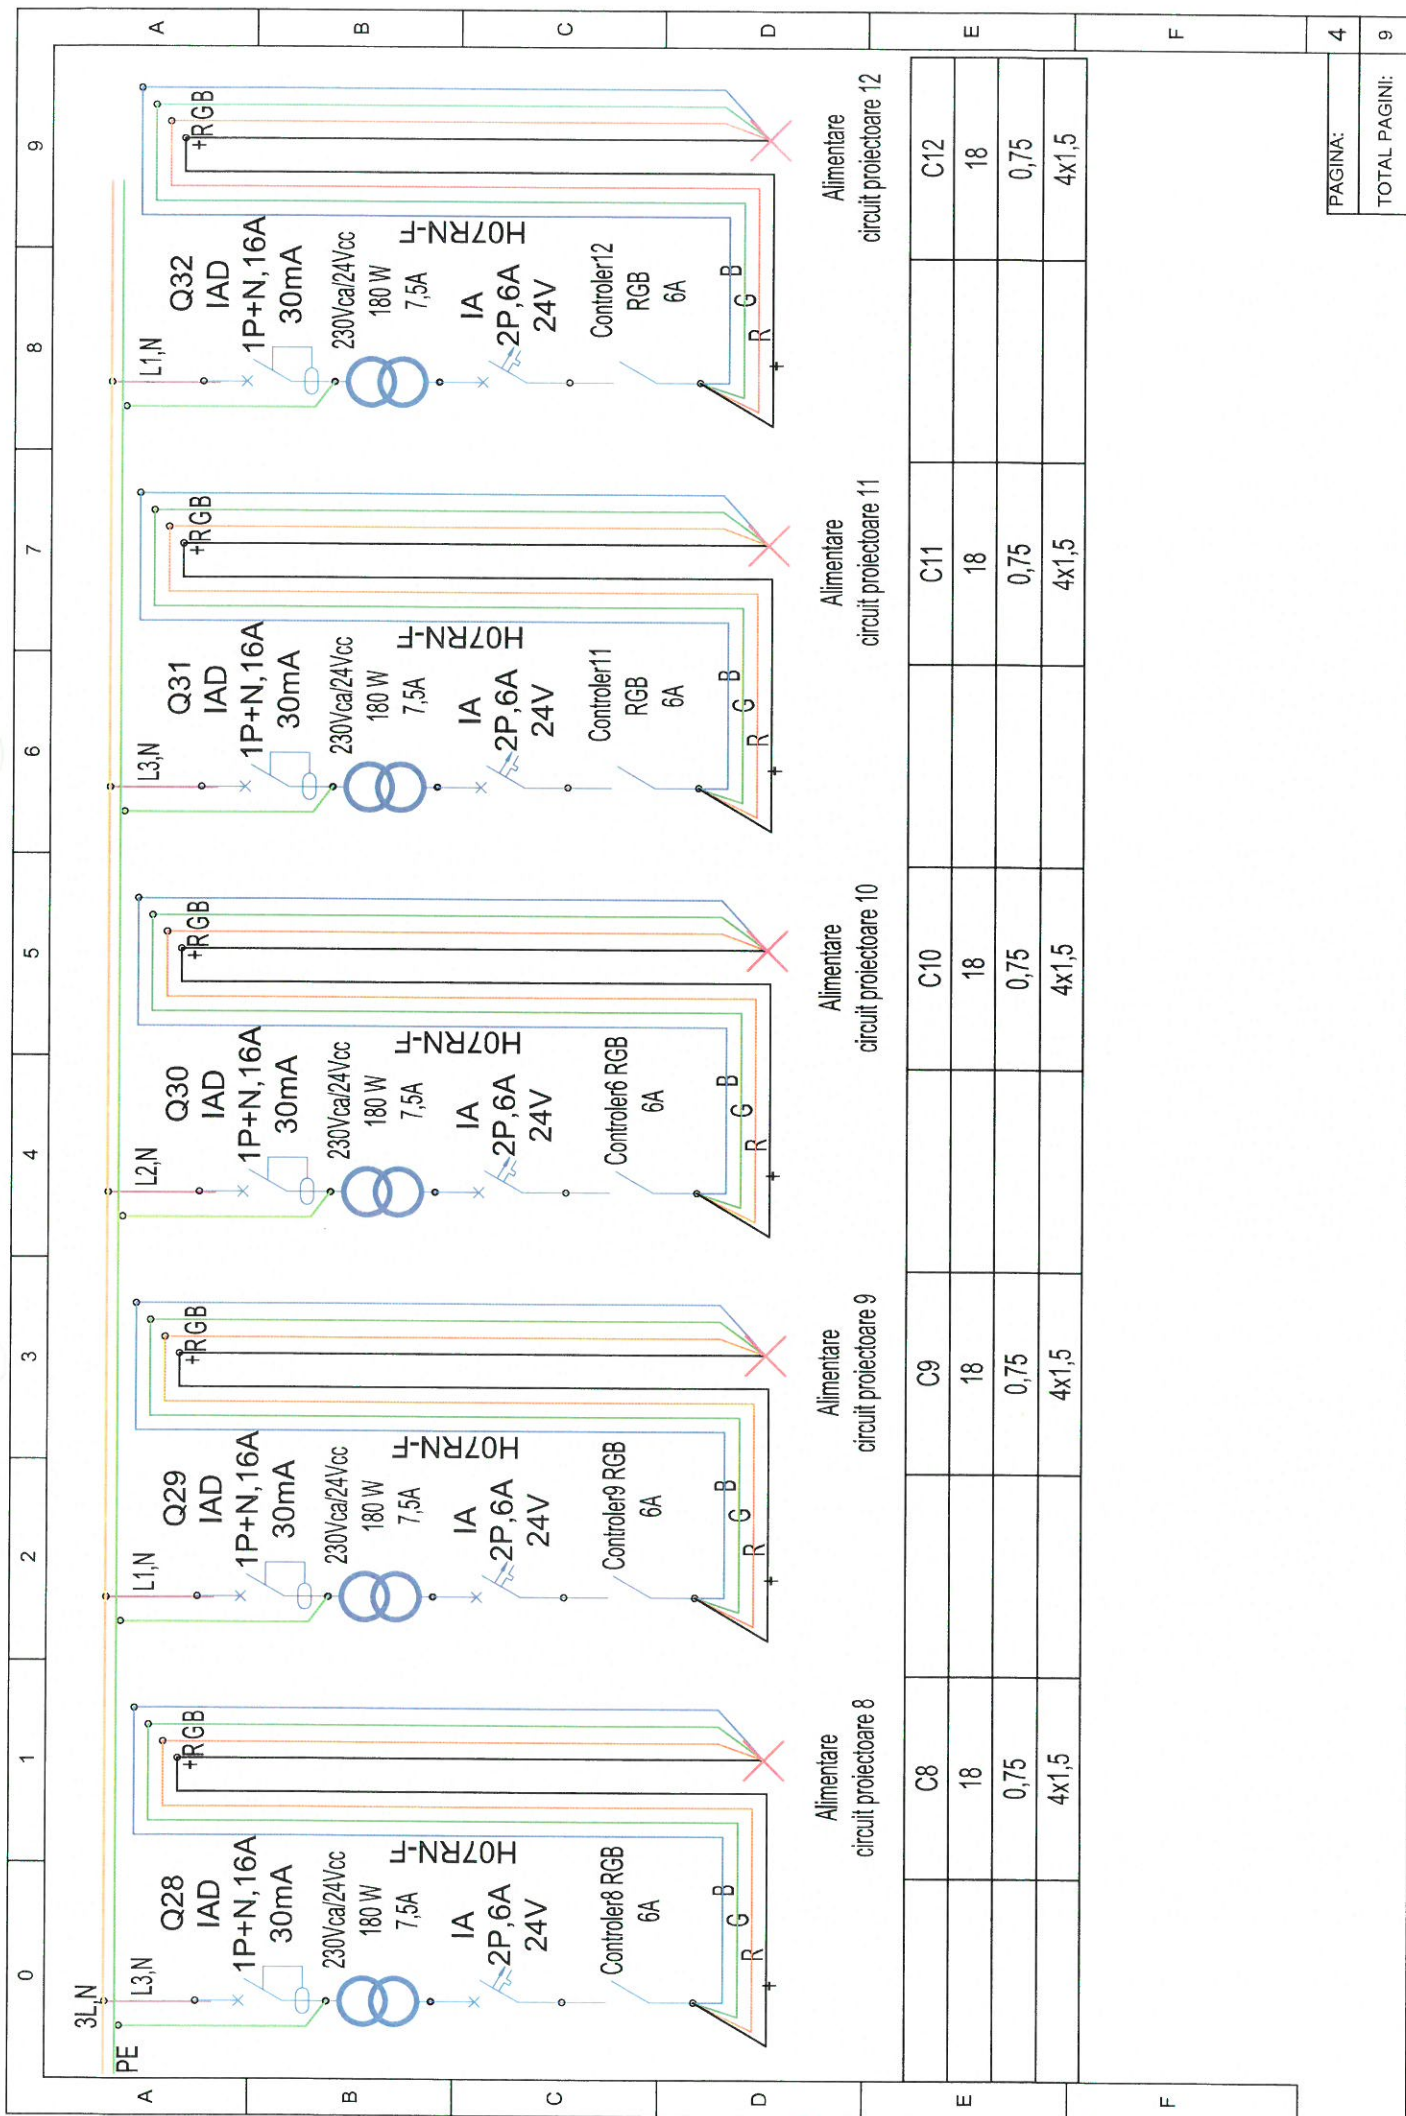 0 1 2 3 4 5 6 7 8 9
A
B
C
D
E
F
A
B
C
D
E
F
3L,N
PE
L3,N
Q28
IAD
1P+N,16A
30mA
230Vca/24Vcc
180 W
7,5A
H07RN-F
IA
2P,6A
24V
Controler8 RGB
6A
R G B
+
+RGB
Alimentare
circuit proiectoare 8
L1,N
Q29
IAD
1P+N,16A
30mA
230Vca/24Vcc
180 W
7,5A
H07RN-F
IA
2P,6A
24V
Controler9 RGB
6A
R G B
+
+RGB
Alimentare
circuit proiectoare 9
L2,N
Q30
IAD
1P+N,16A
30mA
230Vca/24Vcc
180 W
7,5A
H07RN-F
IA
2P,6A
24V
Controler6 RGB
6A
R G B
+
+RGB
Alimentare
circuit proiectoare 10
L3,N
Q31
IAD
1P+N,16A
30mA
230Vca/24Vcc
180 W
7,5A
H07RN-F
IA
2P,6A
24V
Controler11
RGB
6A
R G B
+
+RGB
Alimentare
circuit proiectoare 11
L1,N
Q32
IAD
1P+N,16A
30mA
230Vca/24Vcc
180 W
7,5A
H07RN-F
IA
2P,6A
24V
Controler12
RGB
6A
R G B
+
+RGB
Alimentare
circuit proiectoare 12
C8 C9 C10 C11 C12
18 18 18 18 18
0,75 0,75 0,75 0,75 0,75
4x1,5 4x1,5 4x1,5 4x1,5 4x1,5
PAGINA: 4
TOTAL PAGINI: 9